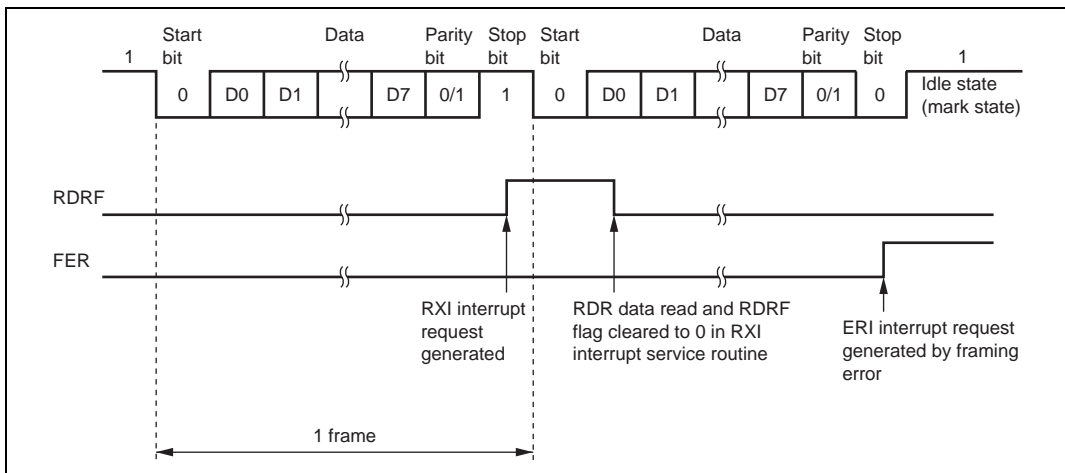 Start bit
Data
Parity bit
Stop bit
Start bit
Data
Parity bit
Stop bit
1
0
D0
D1
D7
0/1
1
0
D0
D1
D7
0/1
0
1
Idle state
(mark state)
RDRF
FER
RXI interrupt
request
generated
RDR data read and RDRF
flag cleared to 0 in RXI
interrupt service routine
ERI interrupt request
generated by framing
error
1 frame